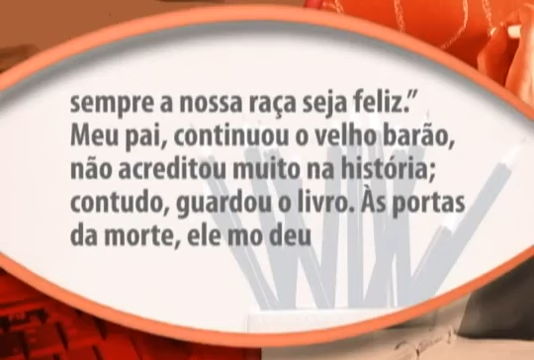 sempre a nossa raça seja feliz.”
Meu pai, continuou o velho barão,
não acreditou muito na história;
contudo, guardou o livro. Às portas
da morte, ele mo deu